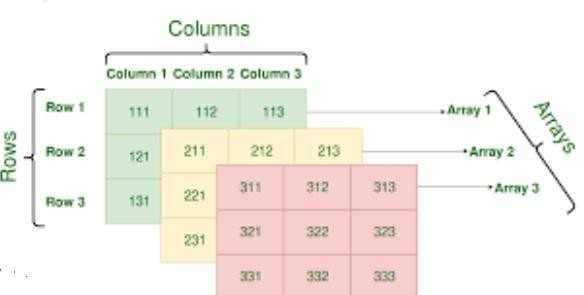 Columns
Column 1 Column 2 Column 3
Rows
Row 1
Row 2
Row 3
111 112 113
121
131
211 212 213
221
231
311 312 313
321 322 323
331 332 333
Array 1
Array 2
Array 3
Arrays